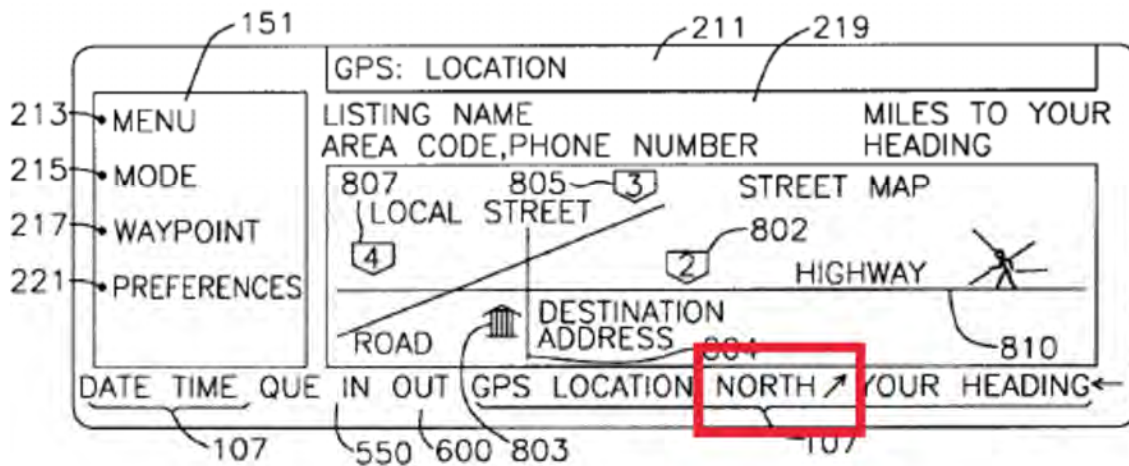 151 211 219
GPS: LOCATION
213 MENU LISTING NAME MILES TO YOUR
AREA CODE,PHONE NUMBER HEADING
215 MODE 807 805 3 STREET MAP
LOCAL STREET
217 WAYPOINT 802
4 2 HIGHWAY
221 PREFERENCES
DESTINATION
ROAD ADDRESS 804 810
DATE TIME QUE IN OUT GPS LOCATION NORTH ↗ YOUR HEADING ←
107 550 600 803 107